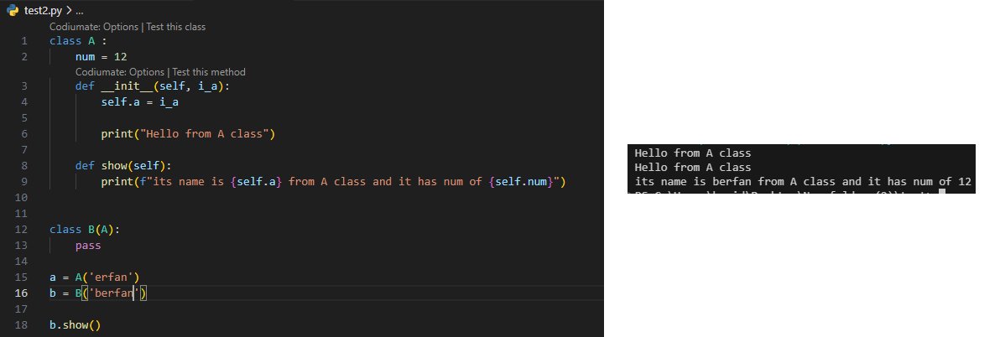 test2.py > ...
Codiumate: Options | Test this class
1 class A :
2     num = 12
Codiumate: Options | Test this method
3     def __init__(self, i_a):
4         self.a = i_a
5
6         print("Hello from A class")
7
8     def show(self):
9         print(f"its name is {self.a} from A class and it has num of {self.num}")
10
11
12 class B(A):
13     pass
14
15 a = A('erfan')
16 b = B('berfan')
17
18 b.show()
Hello from A class
Hello from A class
its name is berfan from A class and it has num of 12